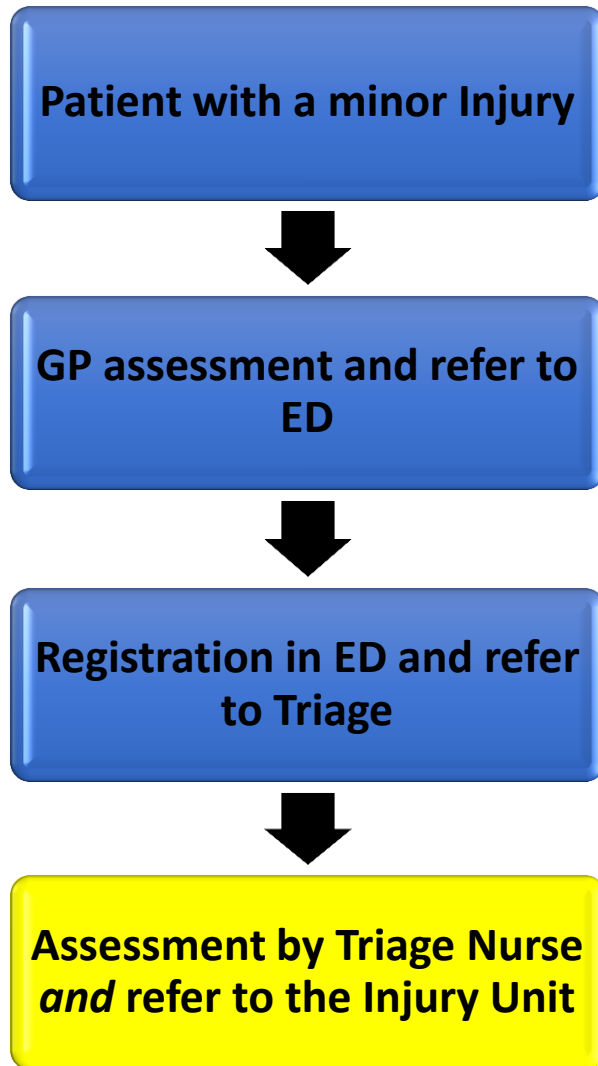 Patient with a minor Injury
GP assessment and refer to
ED
Registration in ED and refer
to Triage
Assessment by Triage Nurse
and refer to the Injury Unit